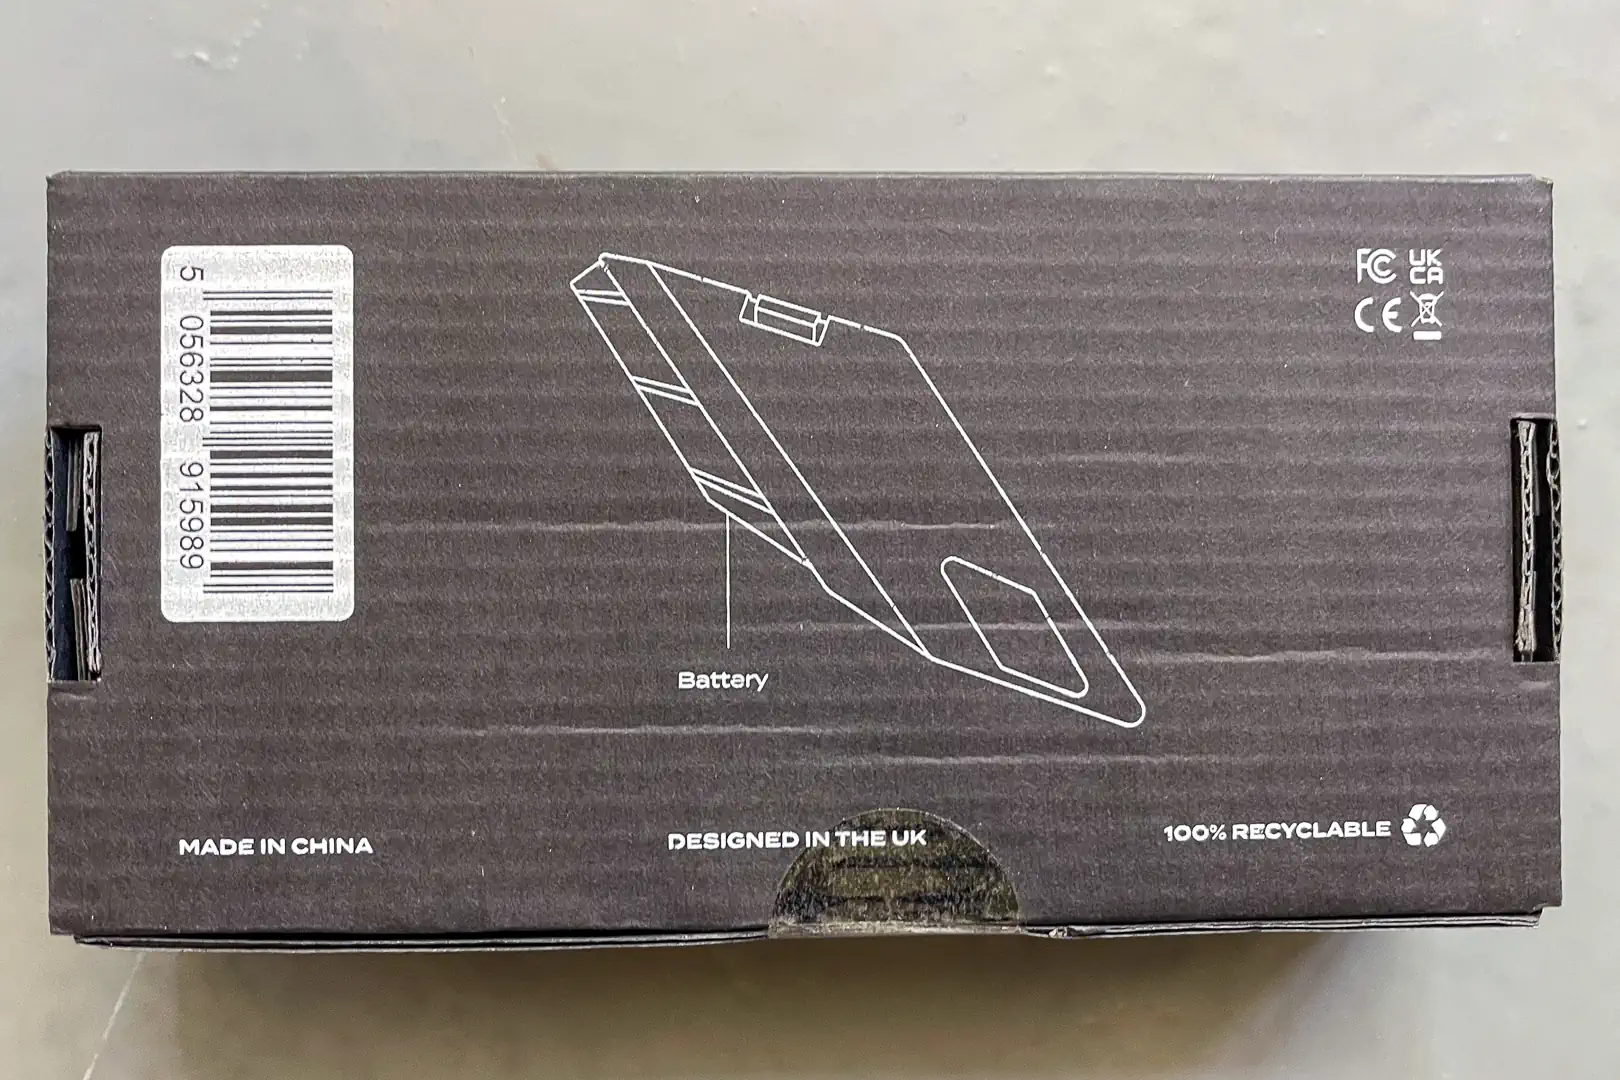 5 056328 915989
FC
UK
CA
CE
Battery
MADE IN CHINA
DESIGNED IN THE UK
100% RECYCLABLE